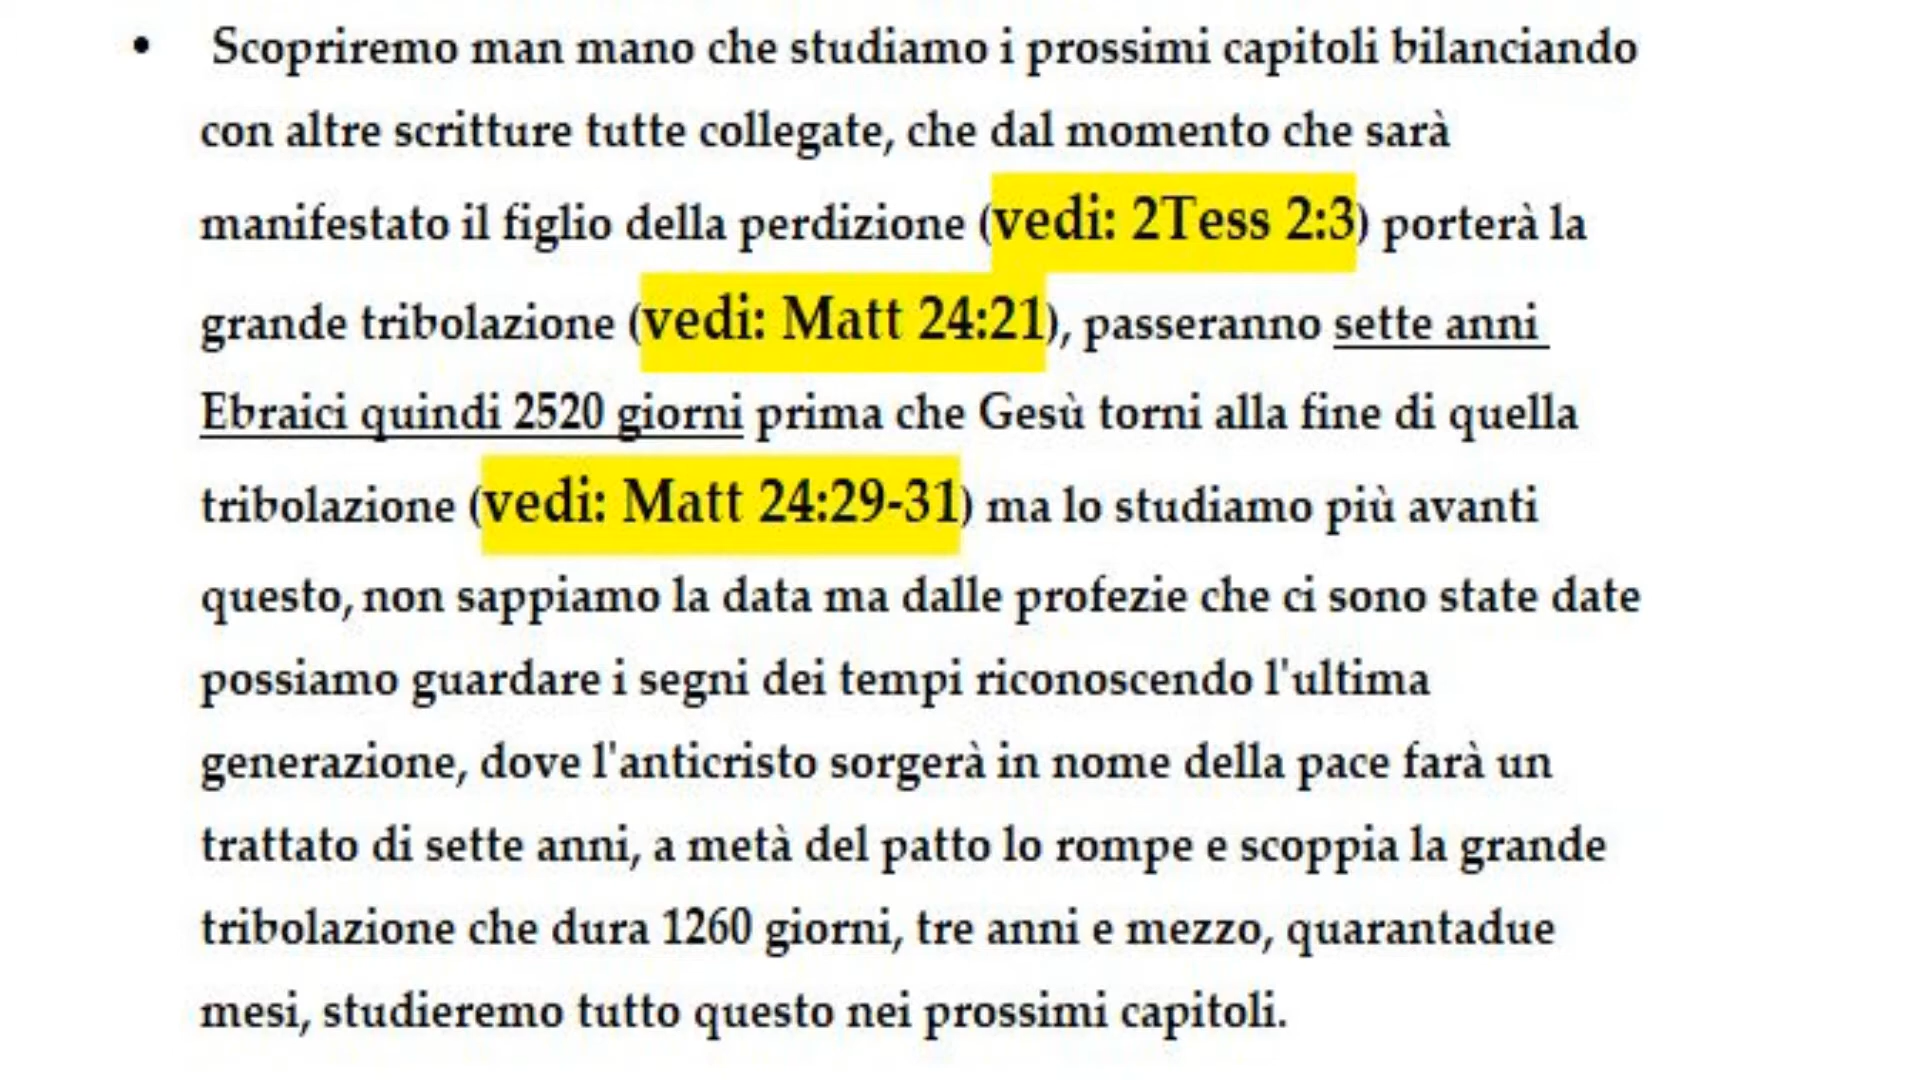 • Scopriremo man mano che studiamo i prossimi capitoli bilanciando
con altre scritture tutte collegate, che dal momento che sarà
manifestato il figlio della perdizione (vedi: 2Tess 2:3) porterà la
grande tribolazione (vedi: Matt 24:21), passeranno sette anni
Ebraici quindi 2520 giorni prima che Gesù torni alla fine di quella
tribolazione (vedi: Matt 24:29-31) ma lo studiamo più avanti
questo, non sappiamo la data ma dalle profezie che ci sono state date
possiamo guardare i segni dei tempi riconoscendo l'ultima
generazione, dove l'anticristo sorgerà in nome della pace farà un
trattato di sette anni, a metà del patto lo rompe e scoppia la grande
tribolazione che dura 1260 giorni, tre anni e mezzo, quarantadue
mesi, studieremo tutto questo nei prossimi capitoli.